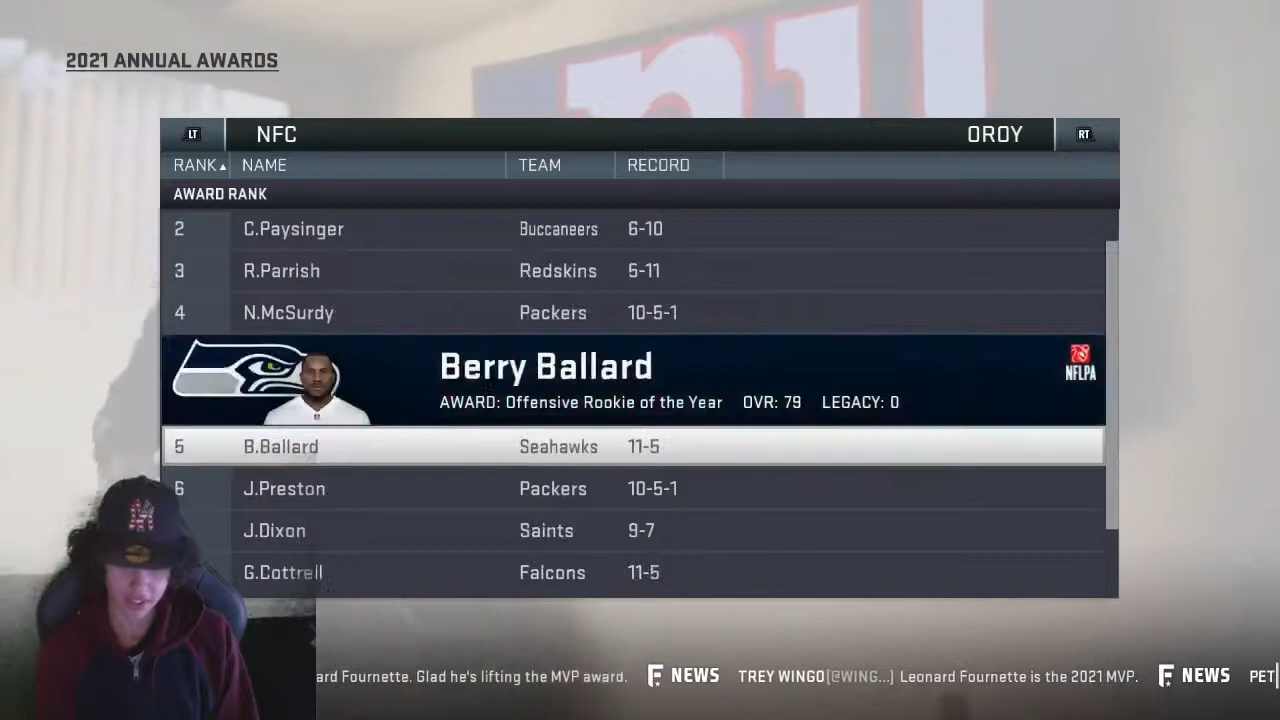 2021 ANNUAL AWARDS
LT NFC OROY RT
RANK NAME TEAM RECORD
AWARD RANK
2 C.Paysinger Buccaneers 6-10
3 R.Parrish Redskins 5-11
4 N.McSurdy Packers 10-5-1
Berry Ballard
AWARD: Offensive Rookie of the Year OVR: 79 LEGACY: 0
NFLPA
5 B.Ballard Seahawks 11-5
6 J.Preston Packers 10-5-1
J.Dixon Saints 9-7
G.Cottrell Falcons 11-5
ard Fournette. Glad he's lifting the MVP award. F NEWS TREY WINGO[@WING...] Leonard Fournette is the 2021 MVP. F NEWS PET